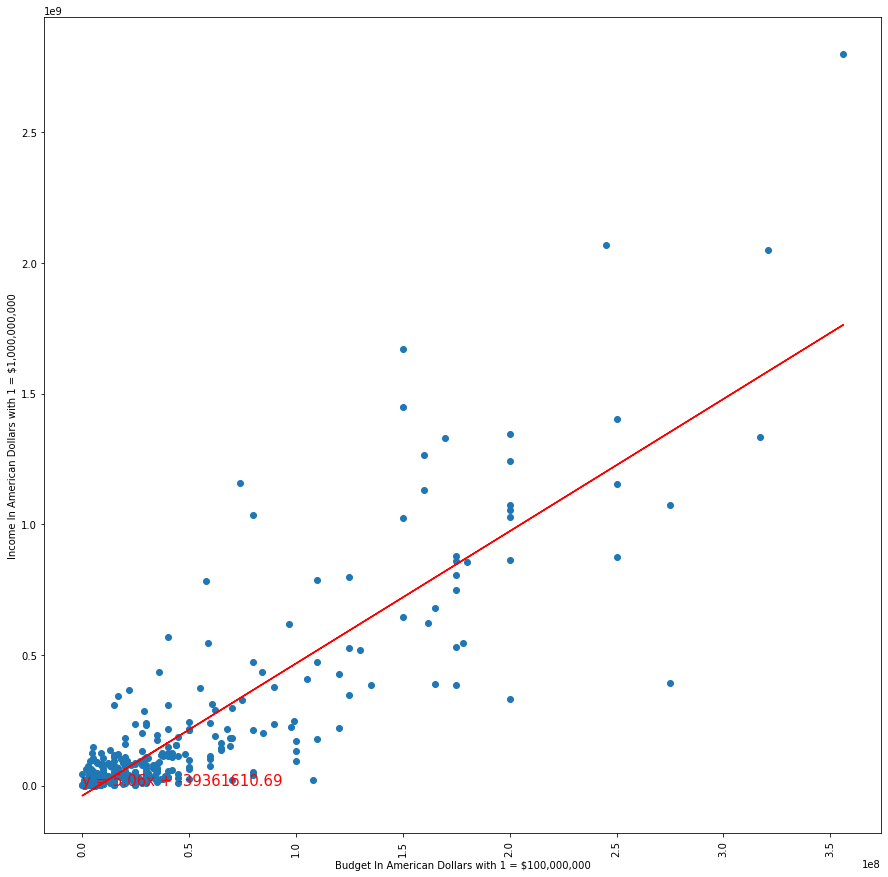 1e9
2.5
2.0
1.5
1.0
0.5
0.0
Income In American Dollars with 1 = $1,000,000,000
y = 5.06x + -39361610.69
0.0 0.5 1.0 1.5 2.0 2.5 3.0 3.5
Budget In American Dollars with 1 = $100,000,000
1e8